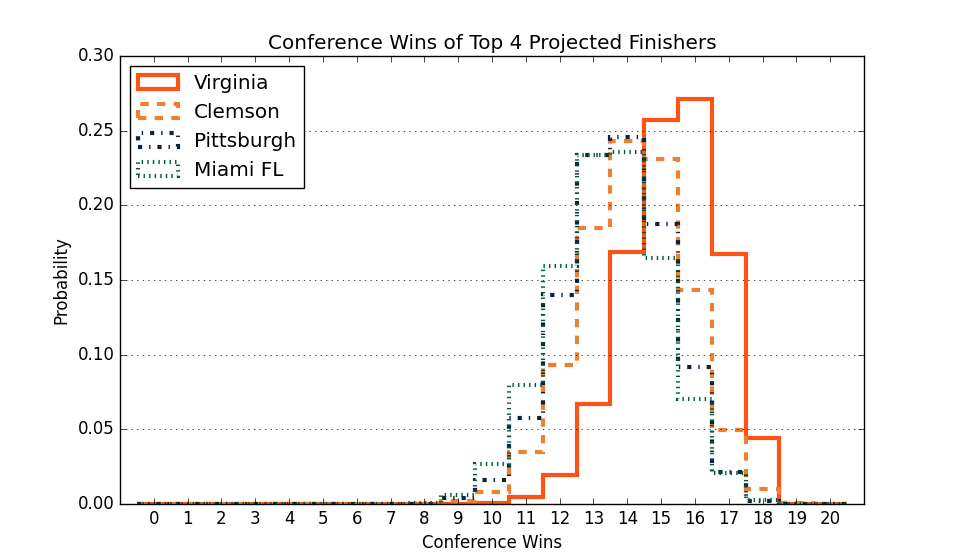 Conference Wins of Top 4 Projected Finishers
0.30
Virginia
Clemson
Pittsburgh
Miami FL
0.25
0.20
0.15
0.10
0.05
0.00
Probability
0 1 2 3 4 5 6 7 8 9 10 11 12 13 14 15 16 17 18 19 20
Conference Wins